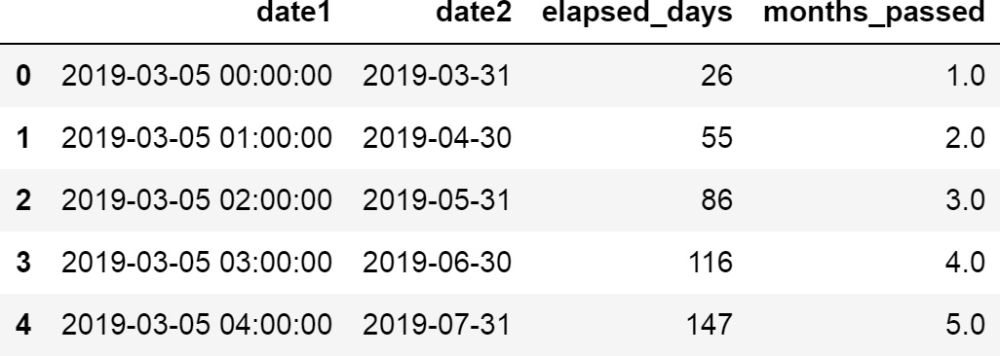 date1 date2 elapsed_days months_passed
0 2019-03-05 00:00:00 2019-03-31 26 1.0
1 2019-03-05 01:00:00 2019-04-30 55 2.0
2 2019-03-05 02:00:00 2019-05-31 86 3.0
3 2019-03-05 03:00:00 2019-06-30 116 4.0
4 2019-03-05 04:00:00 2019-07-31 147 5.0